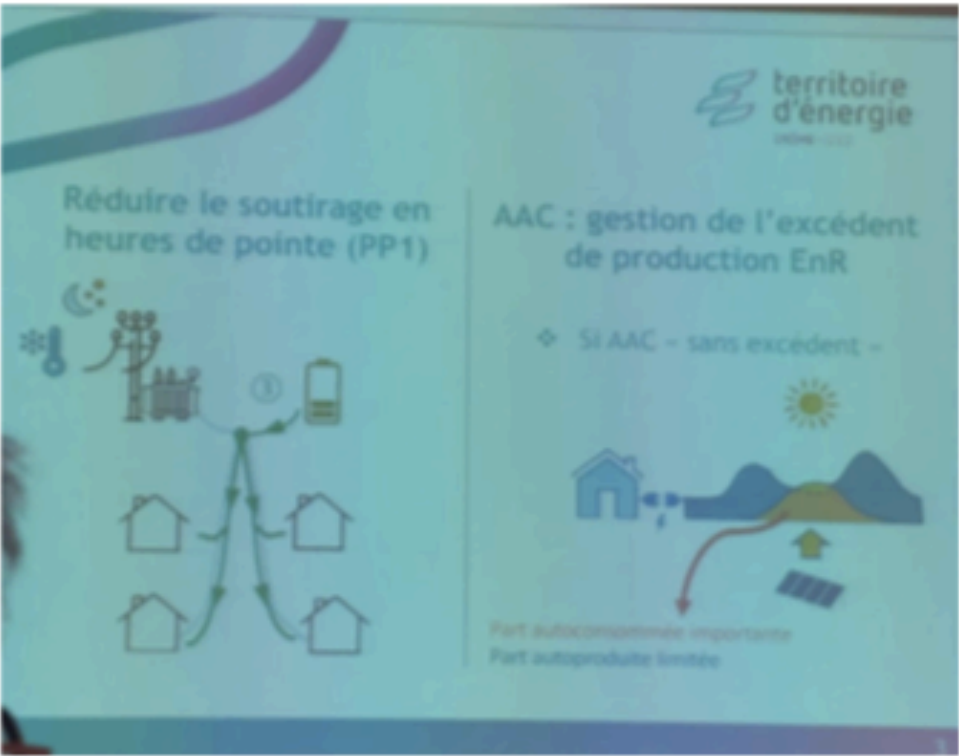 territoire
d'énergie
Réduire le soutirage en
heures de pointe (PP1)
AAC : gestion de l'excédent
de production EnR
Si AAC – sans excédent –
Part autoconsommée importante
Part autoproduite limitée
3